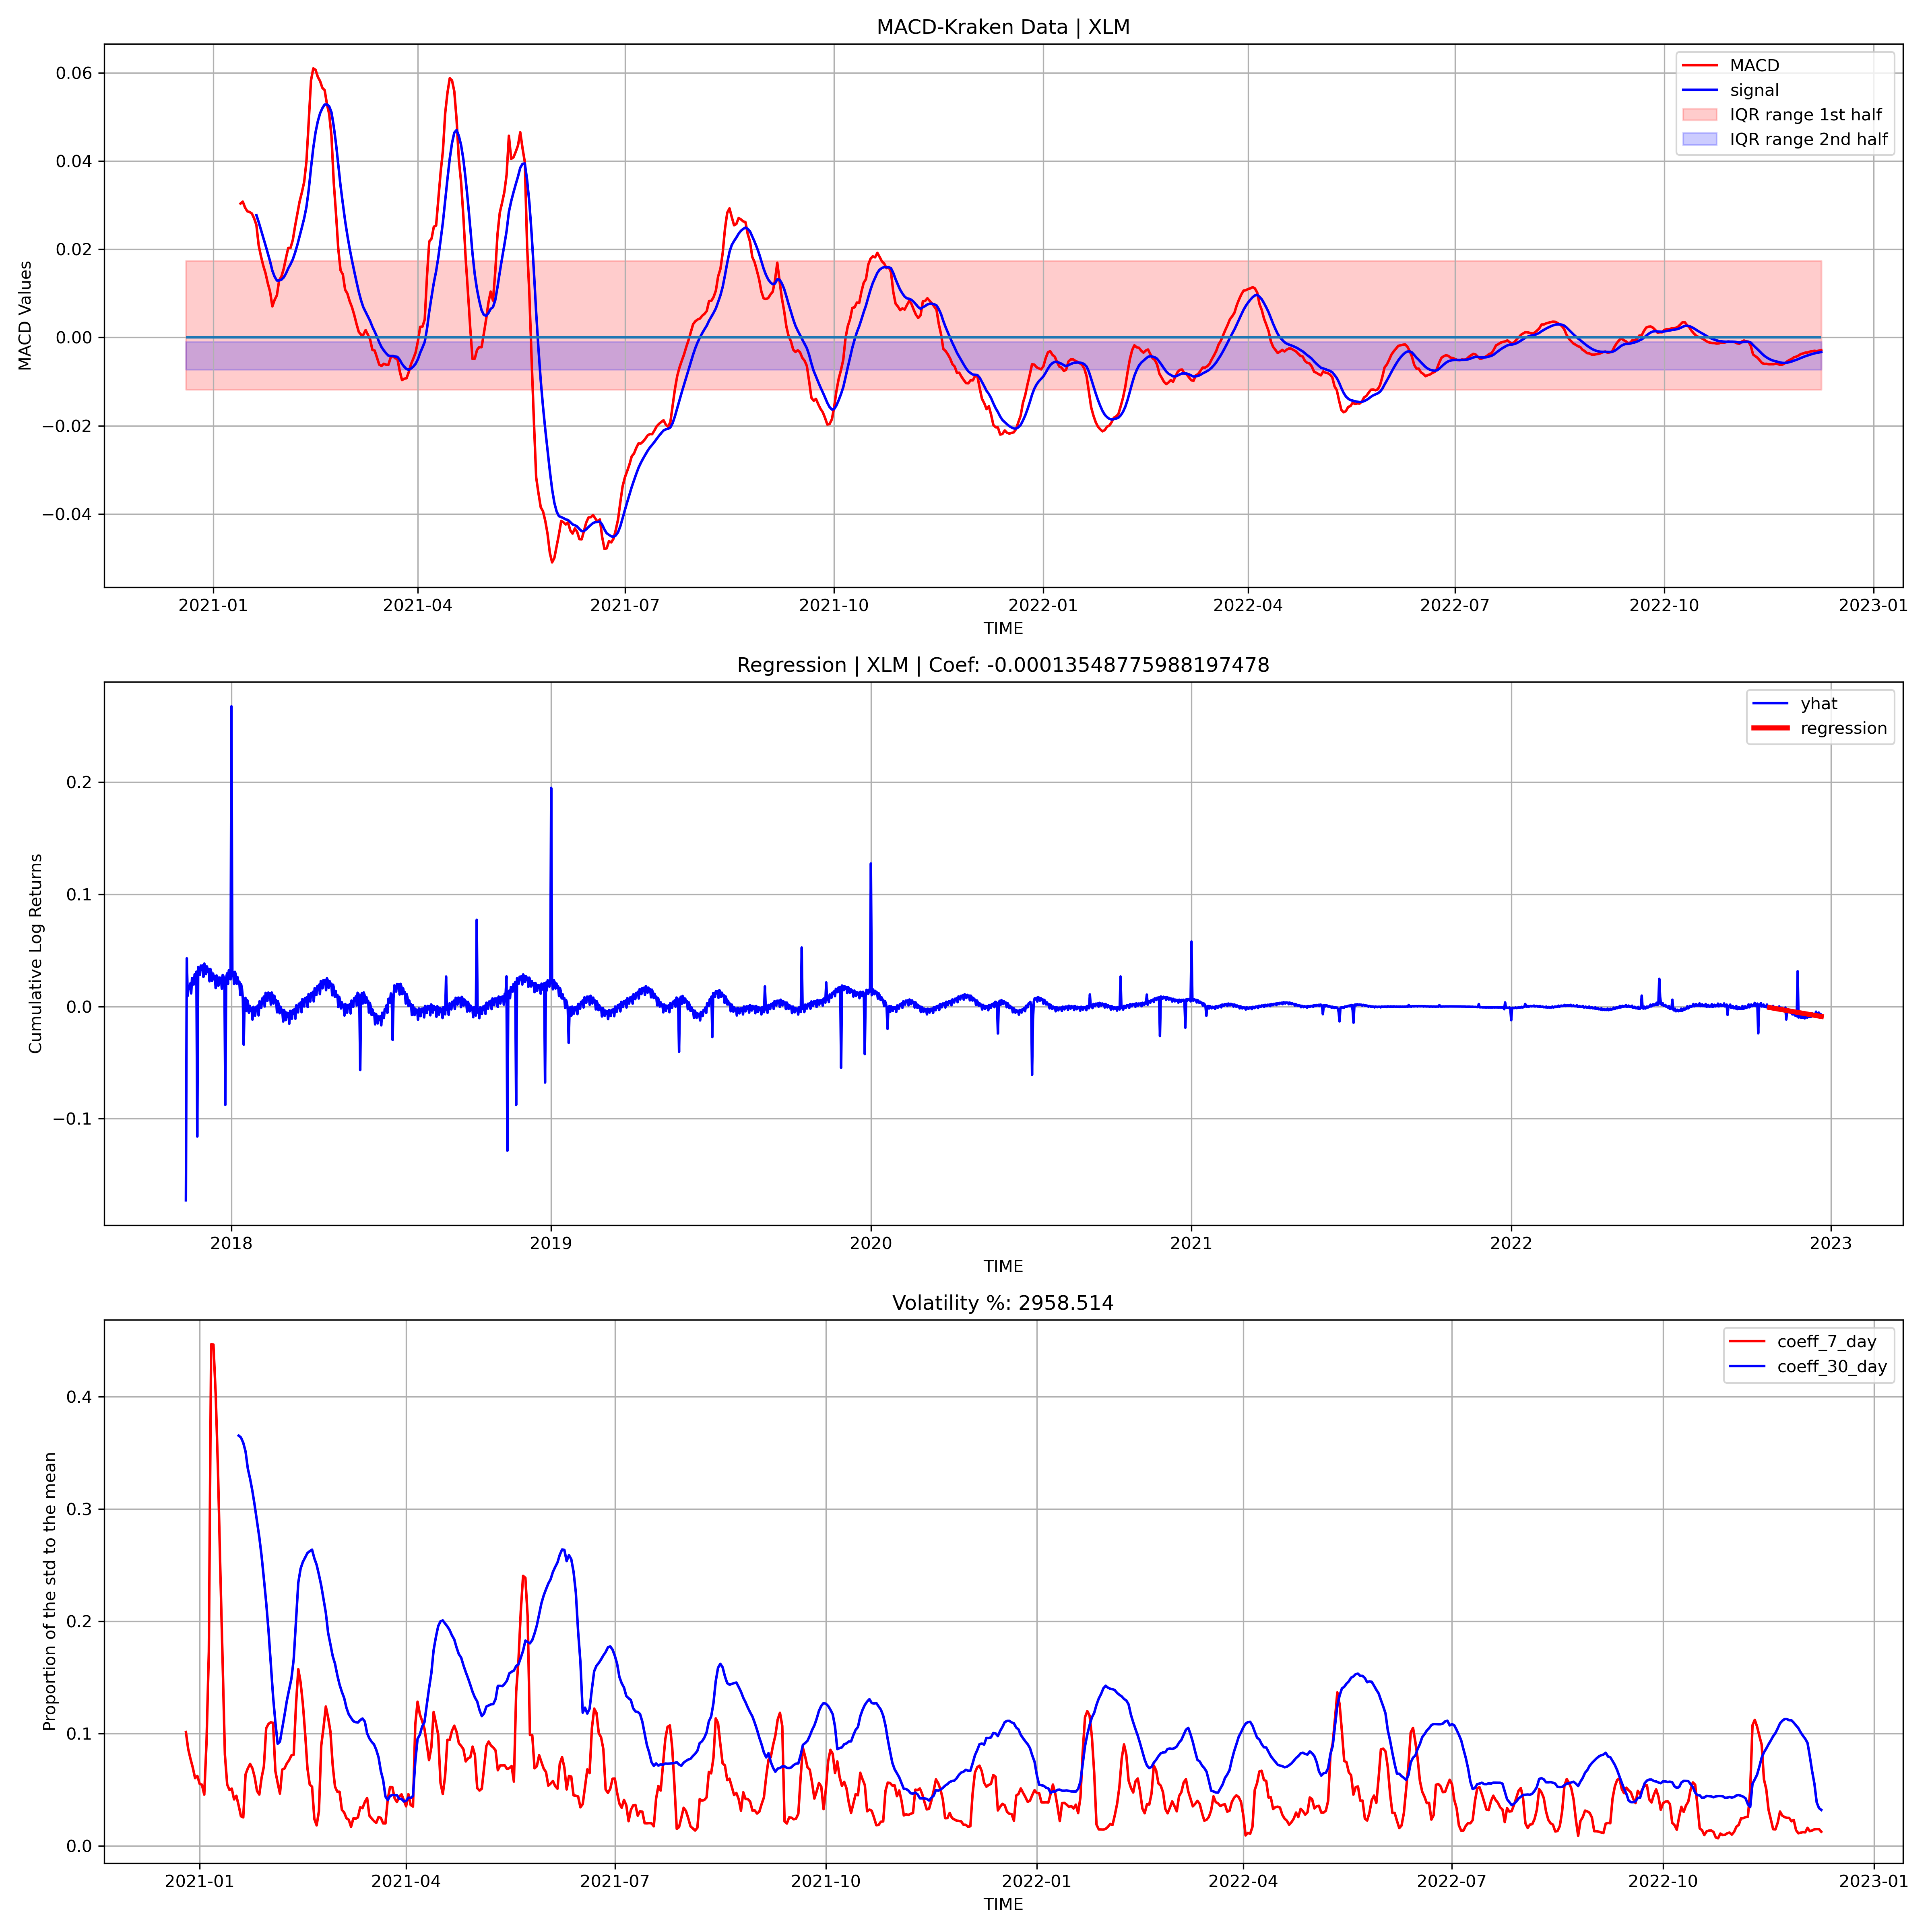 MACD-Kraken Data | XLM
MACD
signal
IQR range 1st half
IQR range 2nd half
MACD Values
0.06
0.04
0.02
0.00
−0.02
−0.04
2021-01 2021-04 2021-07 2021-10 2022-01 2022-04 2022-07 2022-10 2023-01
TIME
Regression | XLM | Coef: -0.00013548775988197478
yhat
regression
Cumulative Log Returns
0.2
0.1
0.0
−0.1
2018 2019 2020 2021 2022 2023
TIME
Volatility %: 2958.514
coeff_7_day
coeff_30_day
Proportion of the std to the mean
0.4
0.3
0.2
0.1
0.0
2021-01 2021-04 2021-07 2021-10 2022-01 2022-04 2022-07 2022-10 2023-01
TIME